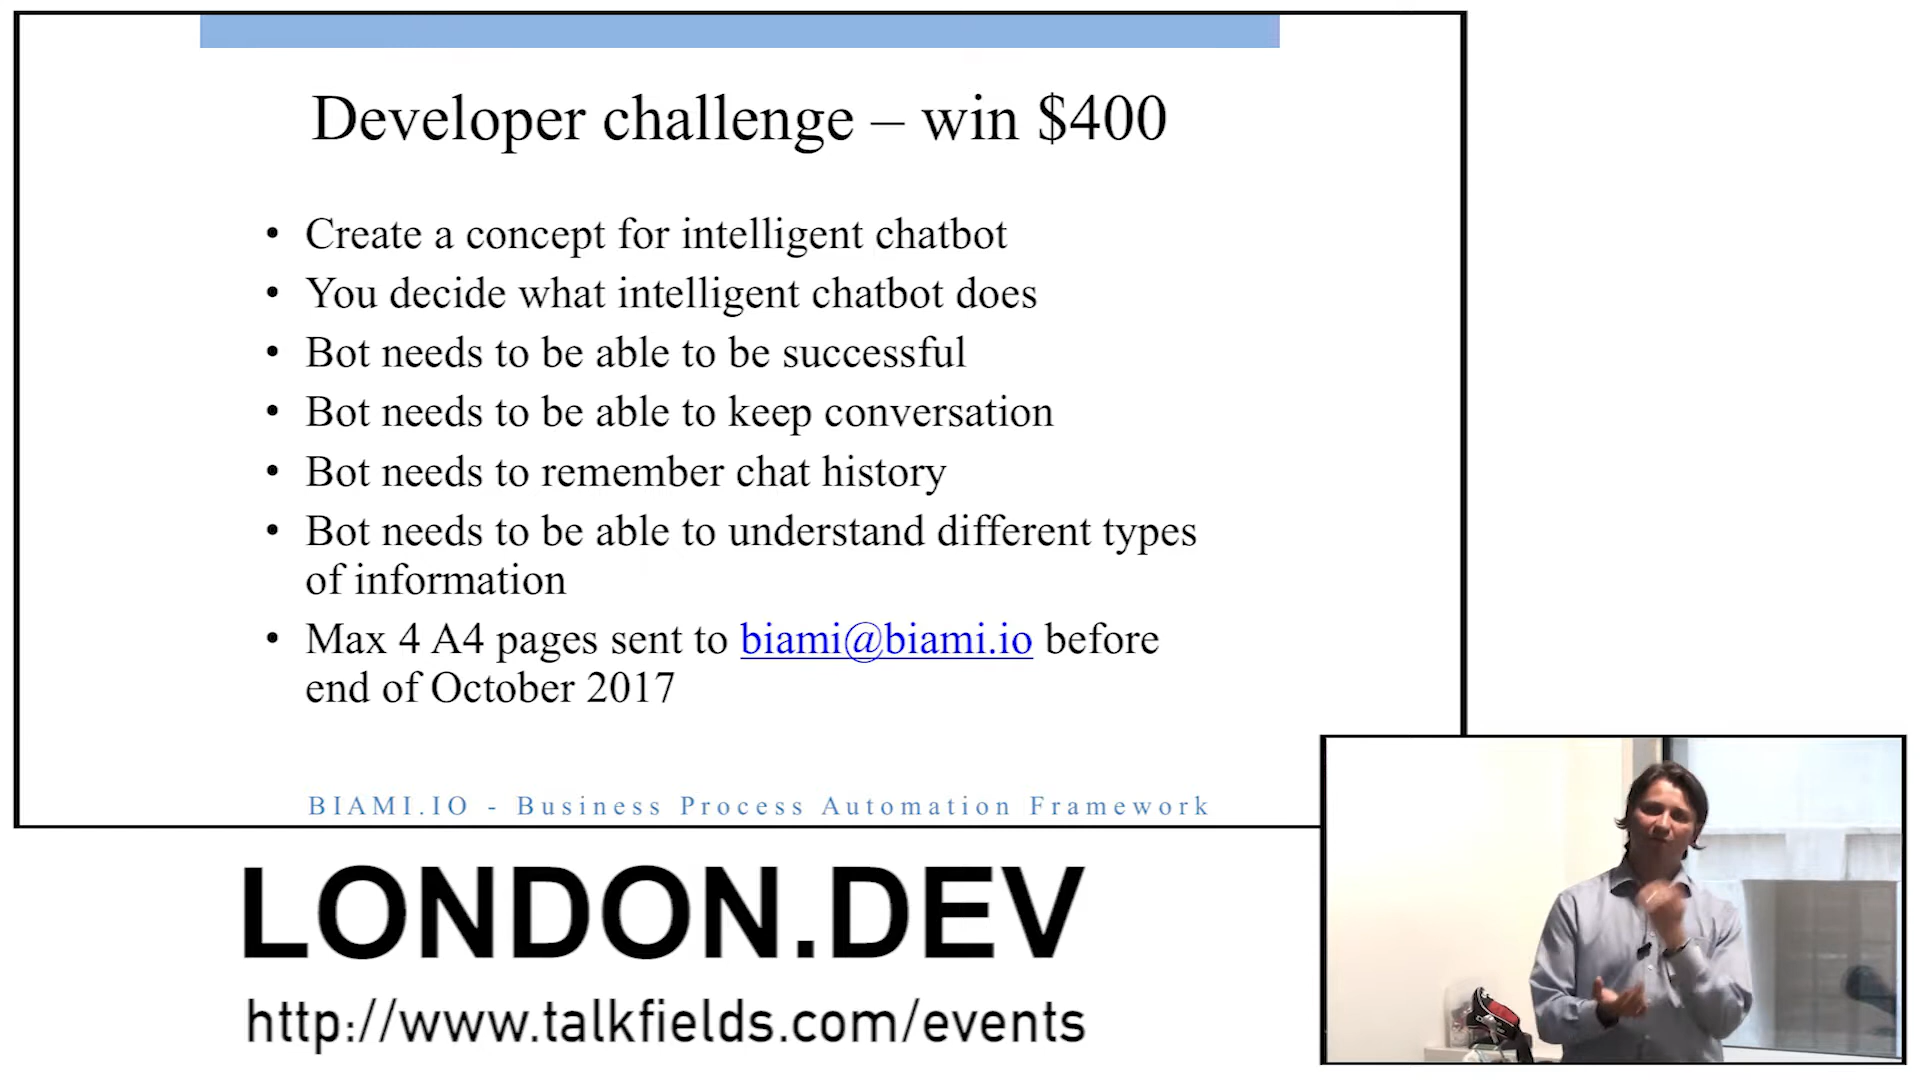 Developer challenge – win $400
• Create a concept for intelligent chatbot
• You decide what intelligent chatbot does
• Bot needs to be able to be successful
• Bot needs to be able to keep conversation
• Bot needs to remember chat history
• Bot needs to be able to understand different types
of information
• Max 4 A4 pages sent to biami@biami.io before
end of October 2017
BIAMI.IO - Business Process Automation Framework
LONDON.DEV
http://www.talkfields.com/events